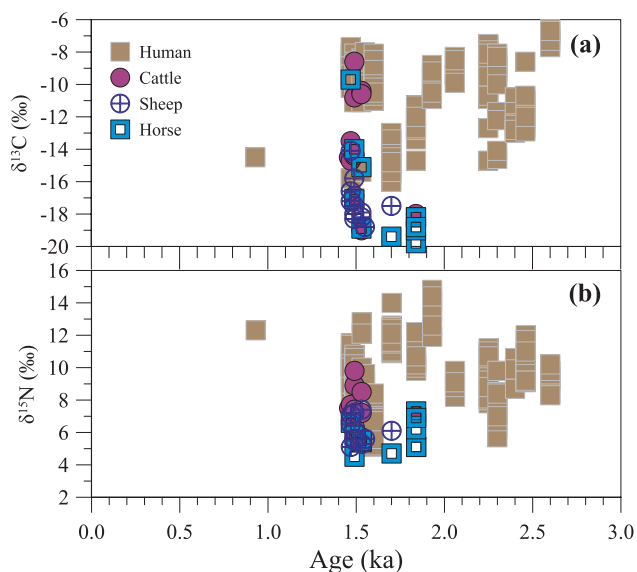 -6
-8
-10
-12
-14
-16
-18
-20
δ¹³C (‰)
Human
Cattle
Sheep
Horse
(a)
16
14
12
10
8
6
4
2
δ¹⁵N (‰)
(b)
0.0 0.5 1.0 1.5 2.0 2.5 3.0
Age (ka)